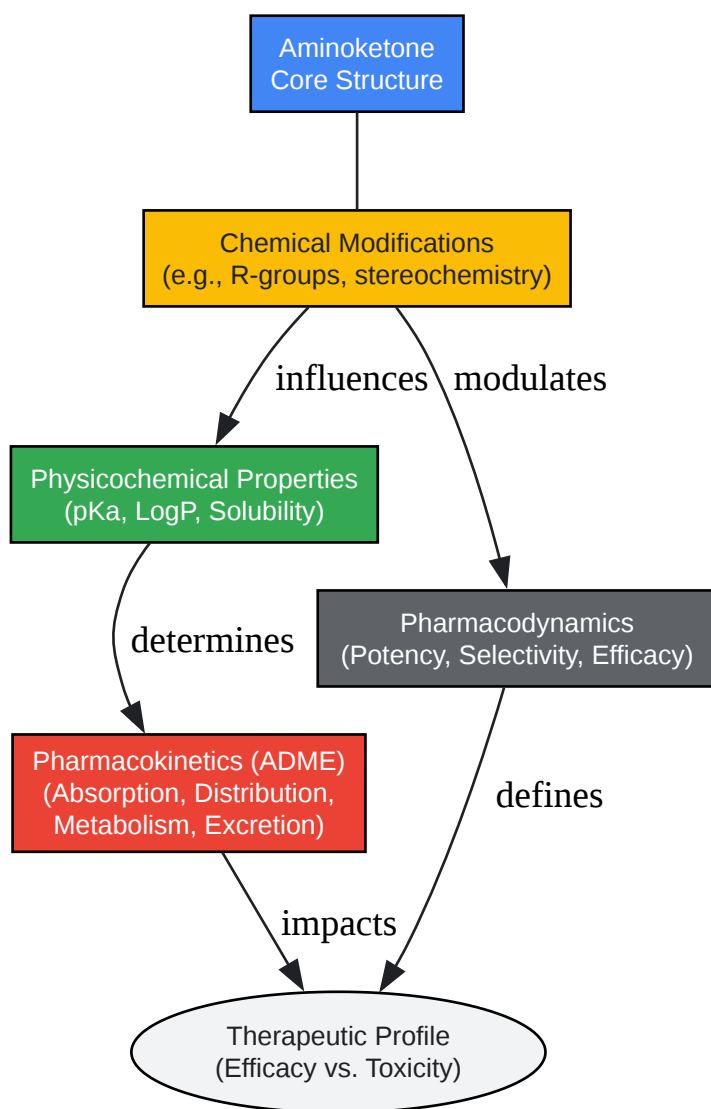 Aminoketone
Core Structure
Chemical Modifications
(e.g., R-groups, stereochemistry)
influences
modulates
Physicochemical Properties
(pKa, LogP, Solubility)
determines
Pharmacodynamics
(Potency, Selectivity, Efficacy)
Pharmacokinetics (ADME)
(Absorption, Distribution,
Metabolism, Excretion)
defines
impacts
Therapeutic Profile
(Efficacy vs. Toxicity)